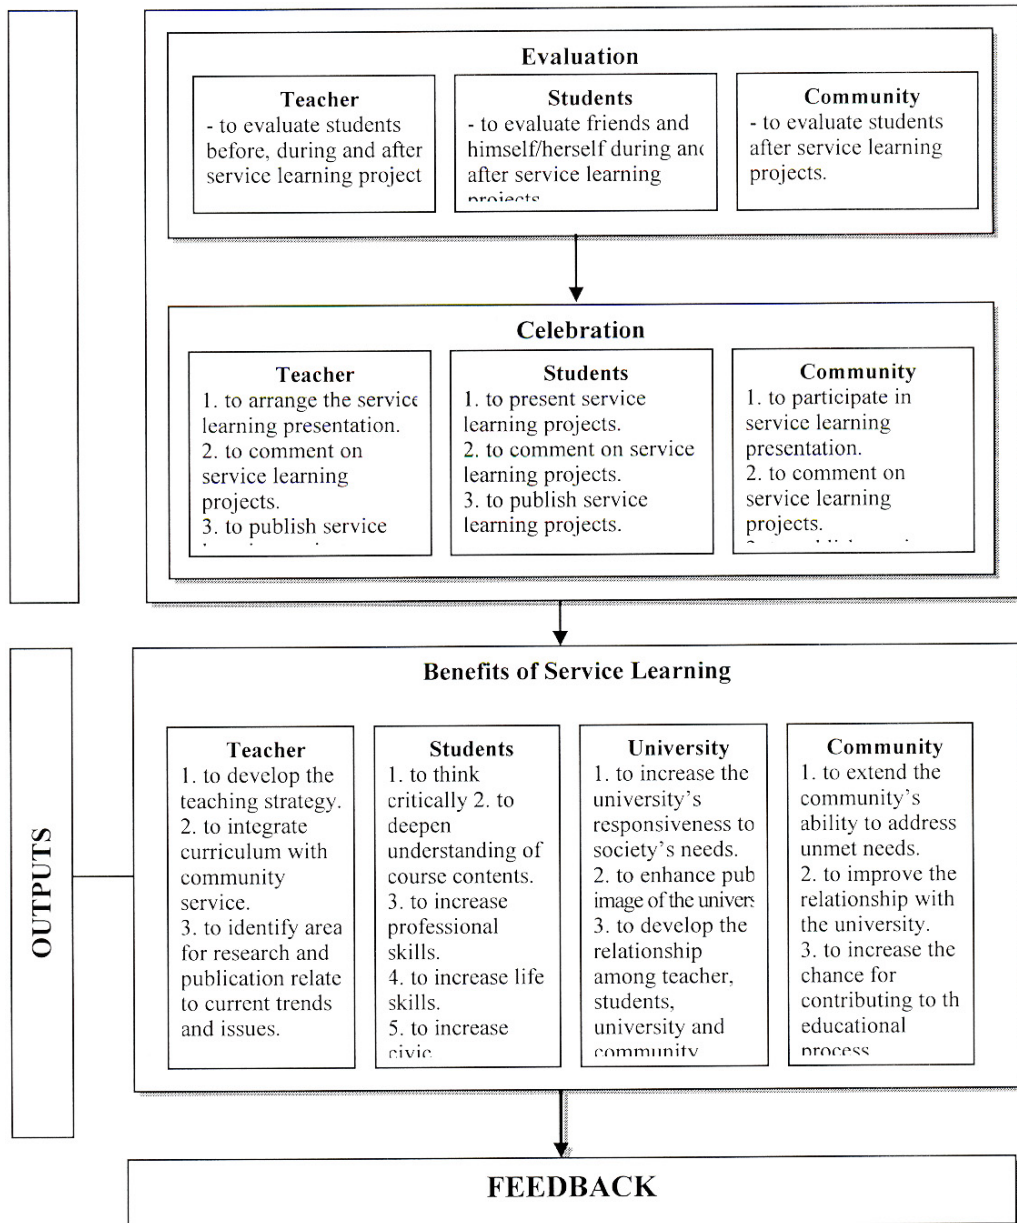 Evaluation
Teacher
- to evaluate students
before, during and after
service learning project
Students
- to evaluate friends and
himself/herself during and
after service learning
projects
Community
- to evaluate students
after service learning
projects.
Celebration
Teacher
1. to arrange the service
learning presentation.
2. to comment on
service learning
projects.
3. to publish service
Students
1. to present service
learning projects.
2. to comment on service
learning projects.
3. to publish service
learning projects.
Community
1. to participate in
service learning
presentation.
2. to comment on
service learning
projects.
OUTPUTS
Benefits of Service Learning
Teacher
1. to develop the
teaching strategy.
2. to integrate
curriculum with
community
service.
3. to identify area
for research and
publication relate
to current trends
and issues.
Students
1. to think
critically 2. to
deepen
understanding of
course contents.
3. to increase
professional
skills.
4. to increase life
skills.
5. to increase
civic
University
1. to increase the
university's
responsiveness to
society's needs.
2. to enhance pub
image of the univers
3. to develop the
relationship
among teacher,
students,
university and
community
Community
1. to extend the
community's
ability to address
unmet needs.
2. to improve the
relationship with
the university.
3. to increase the
chance for
contributing to th
educational
process
FEEDBACK